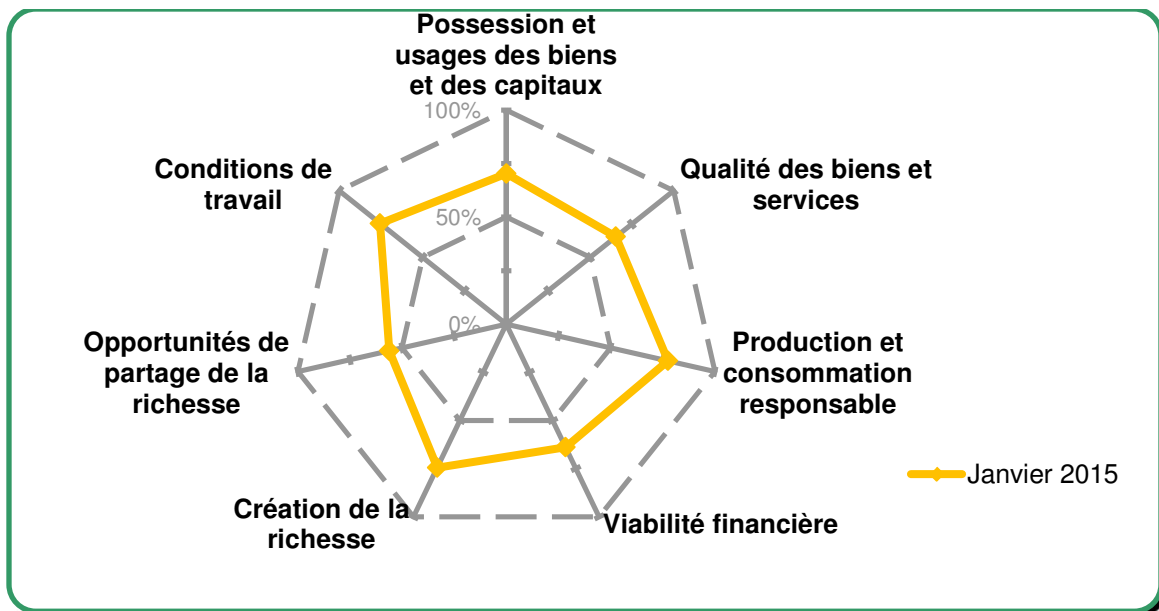 Possession et
usages des biens
et des capitaux
100%
Conditions de
travail
Qualité des biens et
services
50%
0%
Opportunités de
partage de la
richesse
Production et
consommation
responsable
Janvier 2015
Création de la
richesse
Viabilité financière